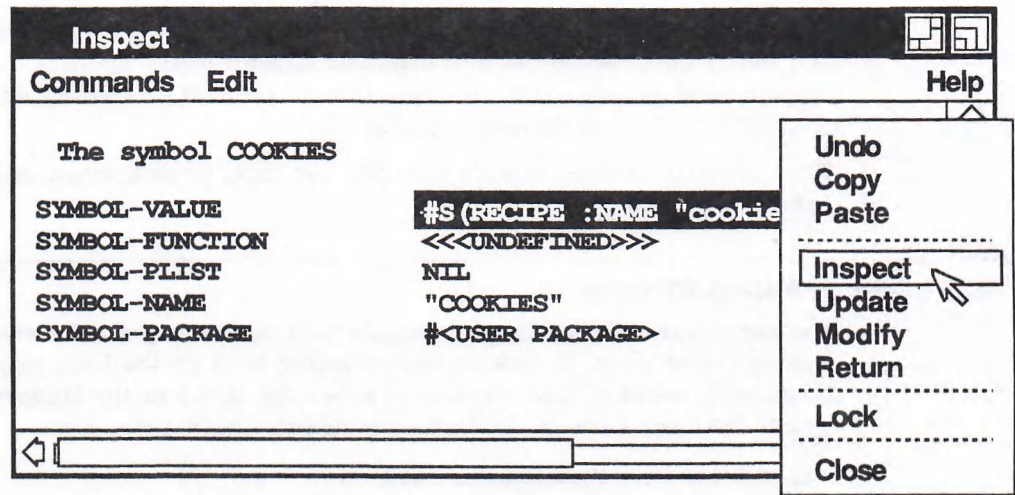 Inspect
Commands Edit Help
The symbol COOKIES
SYMBOL-VALUE #S(RECIPE :NAME "cookie
SYMBOL-FUNCTION <<<UNDEFINED>>>
SYMBOL-PLIST NIL
SYMBOL-NAME "COOKIES"
SYMBOL-PACKAGE #<USER PACKAGE>
Undo
Copy
Paste
Inspect
Update
Modify
Return
Lock
Close